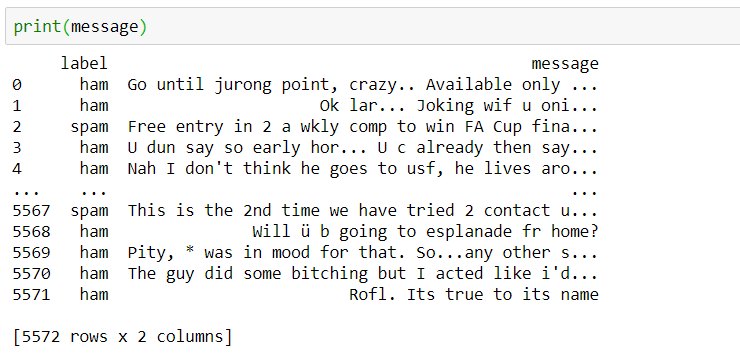 print(message)
label message
0 ham Go until jurong point, crazy.. Available only ...
1 ham Ok lar... Joking wif u oni...
2 spam Free entry in 2 a wkly comp to win FA Cup fina...
3 ham U dun say so early hor... U c already then say...
4 ham Nah I don't think he goes to usf, he lives aro...
... ... ...
5567 spam This is the 2nd time we have tried 2 contact u...
5568 ham Will ü b going to esplanade fr home?
5569 ham Pity, * was in mood for that. So...any other s...
5570 ham The guy did some bitching but I acted like i'd...
5571 ham Rofl. Its true to its name
[5572 rows x 2 columns]